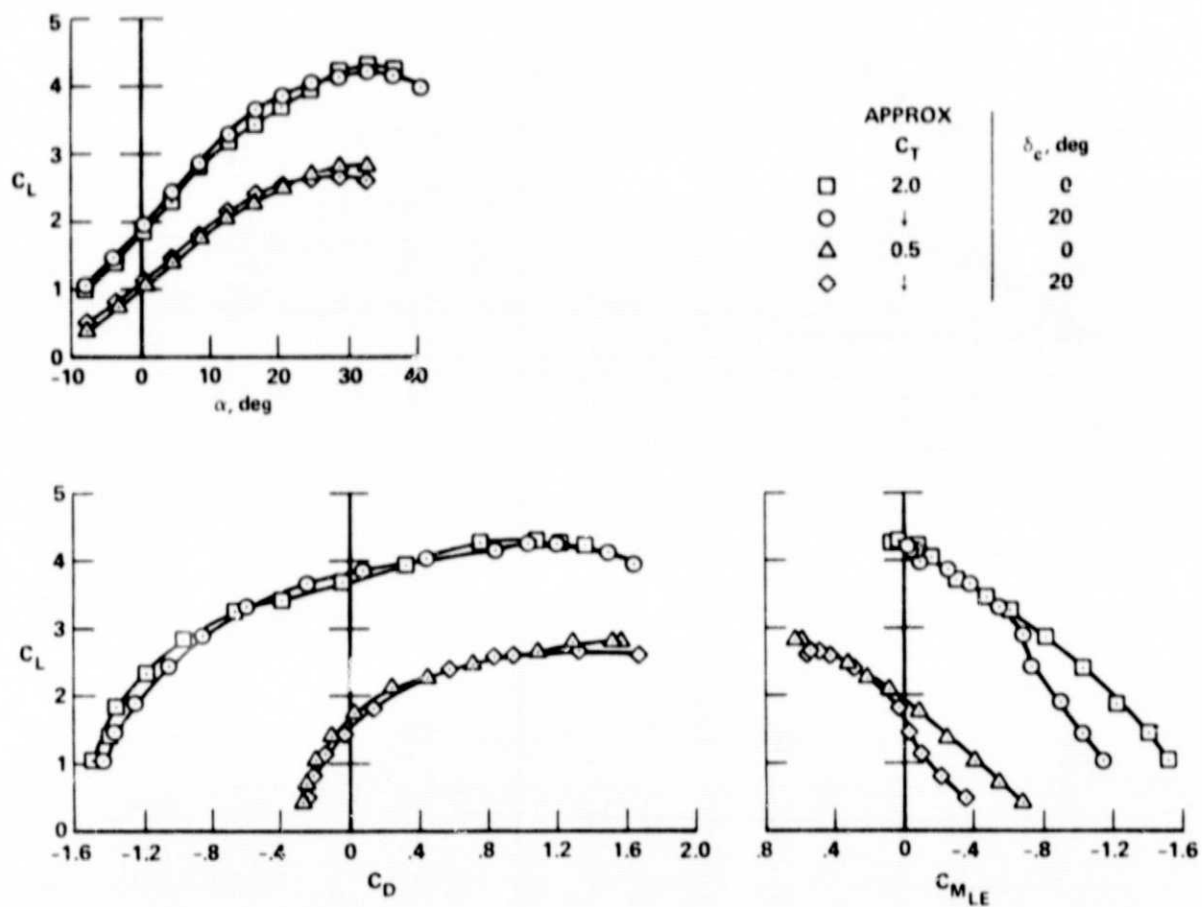 5
4
3
C_L
2
1
0
-10 0 10 20 30 40
α, deg
APPROX
C_T δ_c, deg
2.0 0
↓ 20
0.5 0
↓ 20
5
4
3
C_L
2
1
0
-1.6 -1.2 -.8 -.4 0 .4 .8 1.2 1.6 2.0
C_D
.8 .4 0 -.4 -.8 -1.2 -1.6
C_M_LE